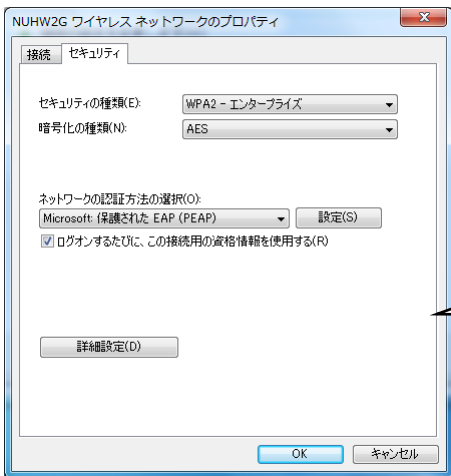 NUHW2G ワイヤレス ネットワークのプロパティ
接続 セキュリティ
セキュリティの種類(E): WPA2 - エンタープライズ
暗号化の種類(N): AES
ネットワークの認証方法の選択(O):
Microsoft: 保護された EAP (PEAP) 設定(S)
ログオンするたびに、この接続用の資格情報を使用する(R)
詳細設定(D)
OK キャンセル